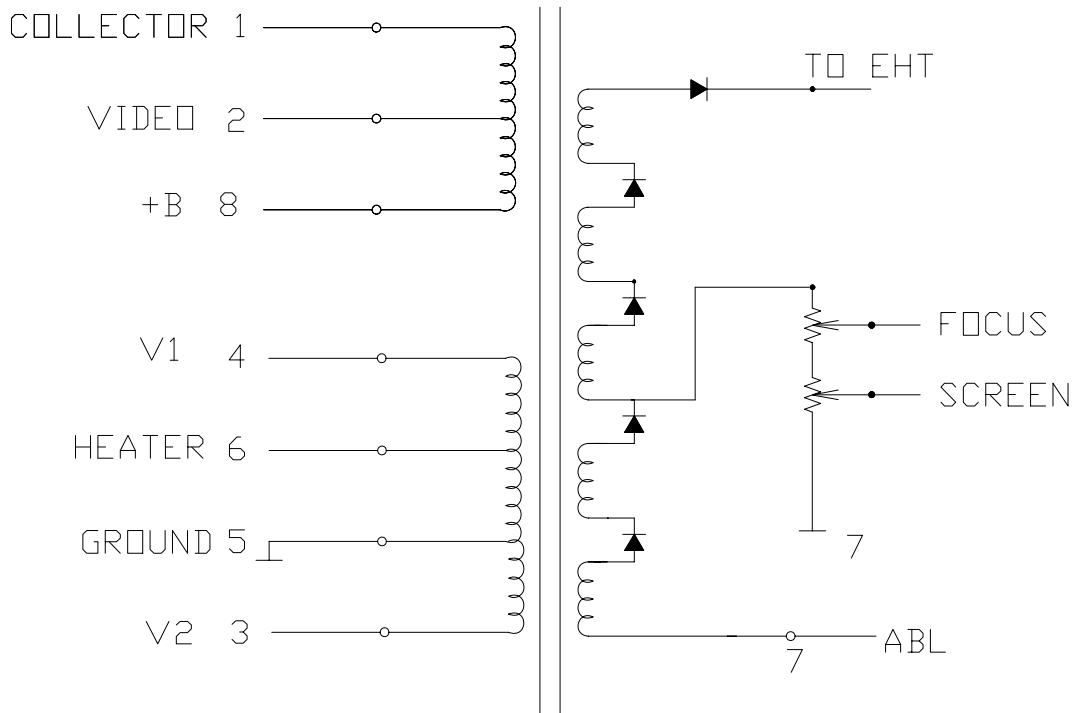 COLLECTOR 1
VIDEO 2
+B 8
V1 4
HEATER 6
GROUND 5
V2 3
TO EHT
FOCUS
SCREEN
7
ABL
7